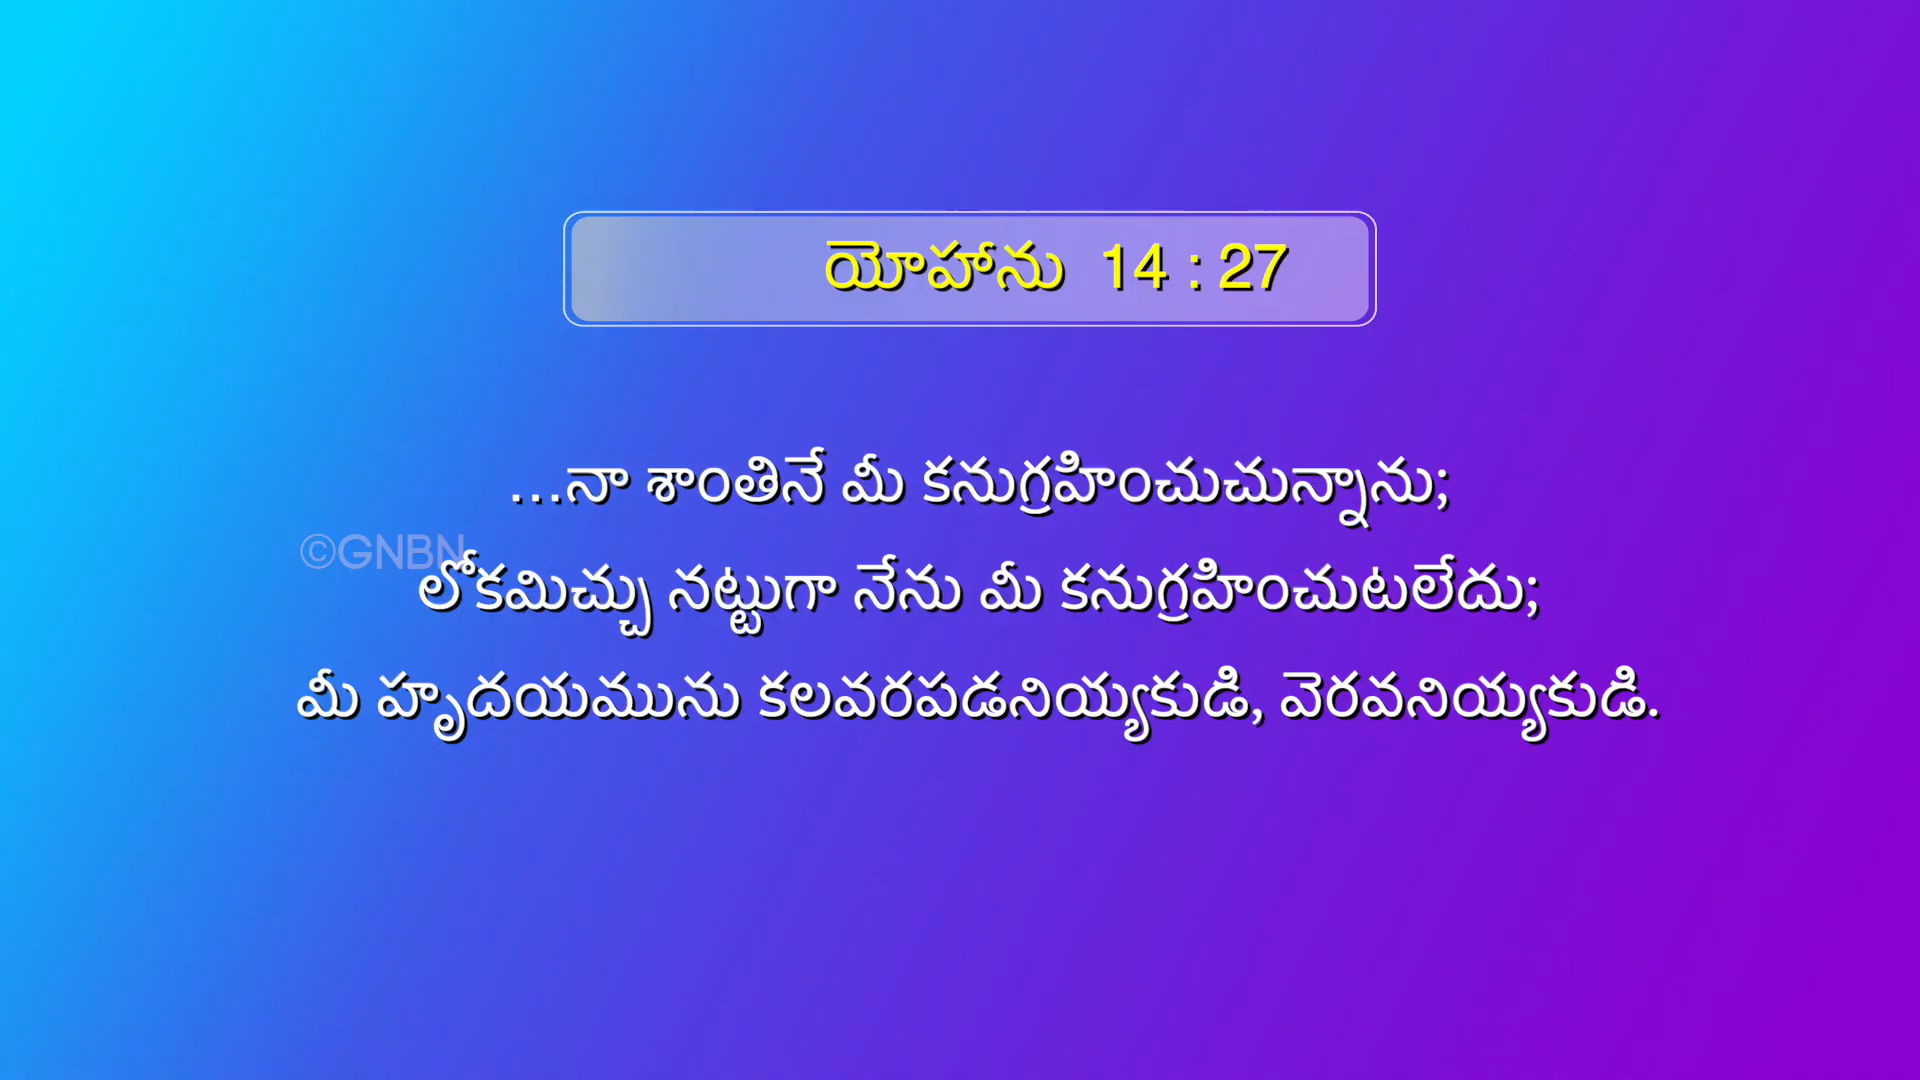 యోహాను 14 : 27
...నా శాంతినే మీ కనుగ్రహించుచున్నాను;
©GNBN
లోకమిచ్చు నట్టుగా నేను మీ కనుగ్రహించుటలేదు;
మీ హృదయమును కలవరపడనియ్యకుడి, వెరవనియ్యకుడి.